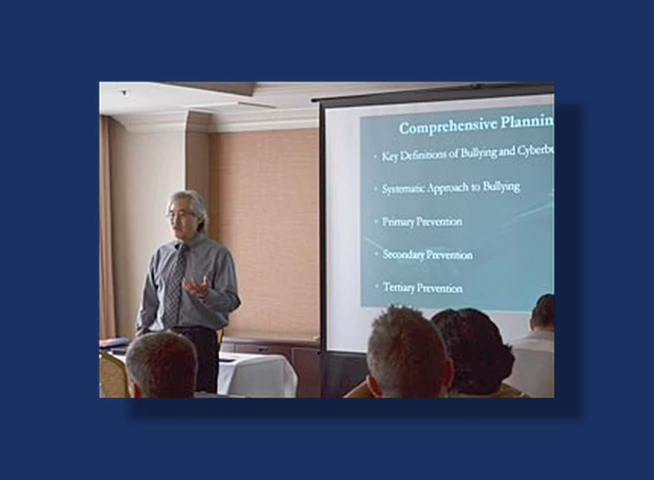 Comprehensive Plannin
· Key Definitions of Bullying and Cyberbu
· Systematic Approach to Bullying
· Primary Prevention
· Secondary Prevention
· Tertiary Prevention